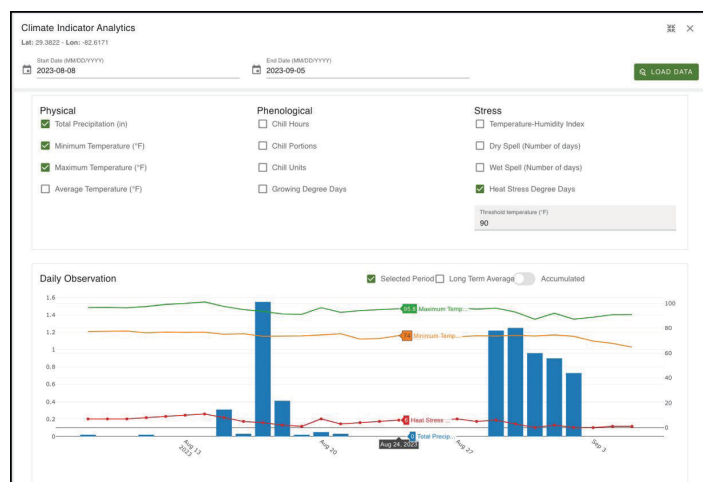 Climate Indicator Analytics
Lat: 29.3822 - Lon: -82.6171
Start Date (MM/DD/YYYY)
2023-08-08
End Date (MM/DD/YYYY)
2023-09-05
LOAD DATA
Physical
Total Precipitation (in)
Minimum Temperature (°F)
Maximum Temperature (°F)
Average Temperature (°F)
Phenological
Chill Hours
Chill Portions
Chill Units
Growing Degree Days
Stress
Temperature-Humidity Index
Dry Spell (Number of days)
Wet Spell (Number of days)
Heat Stress Degree Days
Threshold temperature (°F)
90
Daily Observation
Selected Period
Long Term Average
Accumulated
1.6
1.4
1.2
1
0.8
0.6
0.4
0.2
0
100
80
60
40
20
0
Maximum Temp...
74 Minimum Temp...
Heat Stress ...
0 Total Precip...
Aug 13
2023
Aug 20
Aug 24, 2023
Aug 27
Sep 3